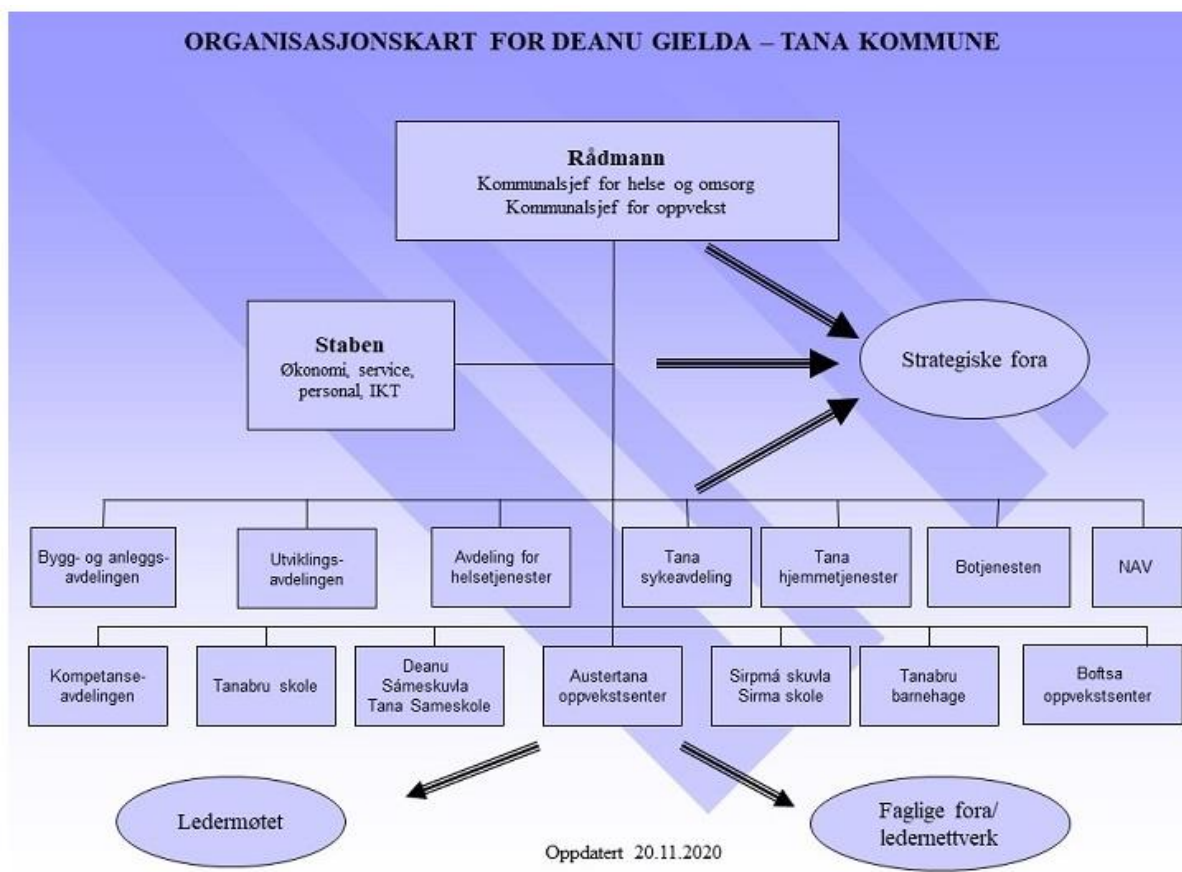 ORGANISASJONSKART FOR DEANU GIELDA – TANA KOMMUNE
Rådmann
Kommunalsjef for helse og omsorg
Kommunalsjef for oppvekst
Staben
Økonomi, service,
personal, IKT
Strategiske fora
Bygg- og anleggs-
avdelingen
Utviklings-
avdelingen
Avdeling for
helsetjenester
Tana
sykeavdeling
Tana
hjemmetjenester
Botjenesten
NAV
Kompetanse-
avdelingen
Tanabru skole
Deanu
Sámeskuvla
Tana Sameskole
Austertana
oppvekstsenter
Sirpmá skuvla
Sirma skole
Tanabru
barnehage
Boftsa
oppvekstsenter
Ledermøtet
Faglige fora/
ledernettverk
Oppdatert 20.11.2020